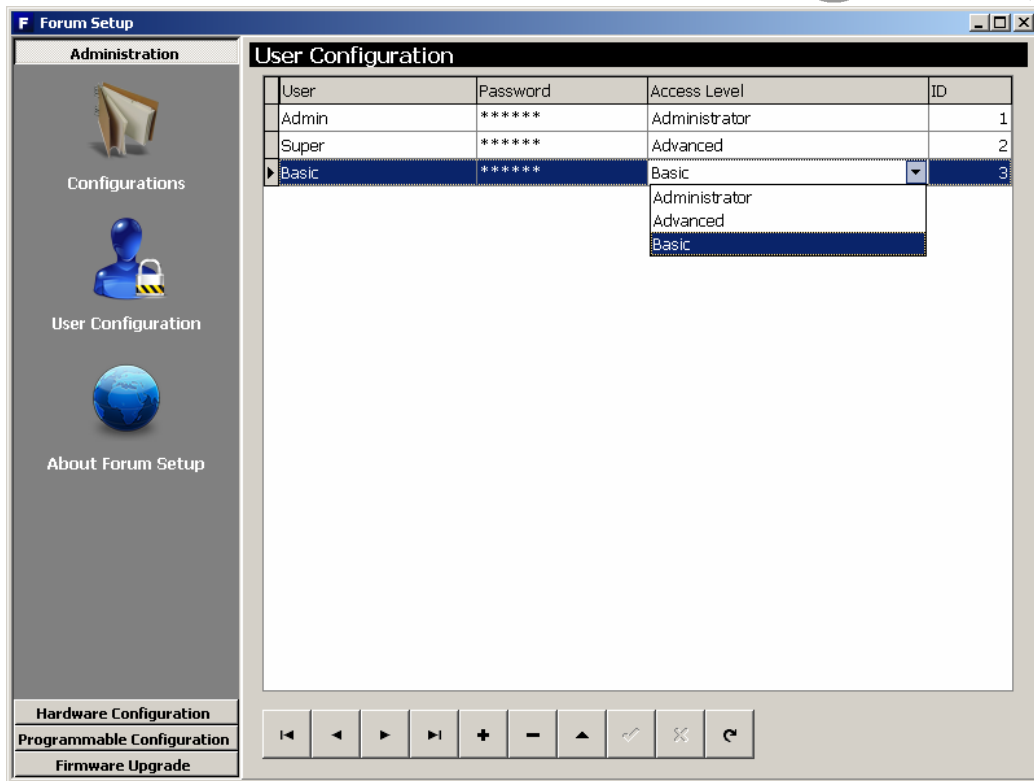 F Forum Setup
Administration
Configurations
User Configuration
About Forum Setup
Hardware Configuration
Programmable Configuration
Firmware Upgrade
User Configuration
User Password Access Level ID
Admin ****** Administrator 1
Super ****** Advanced 2
Basic ****** Basic 3
Administrator
Advanced
Basic